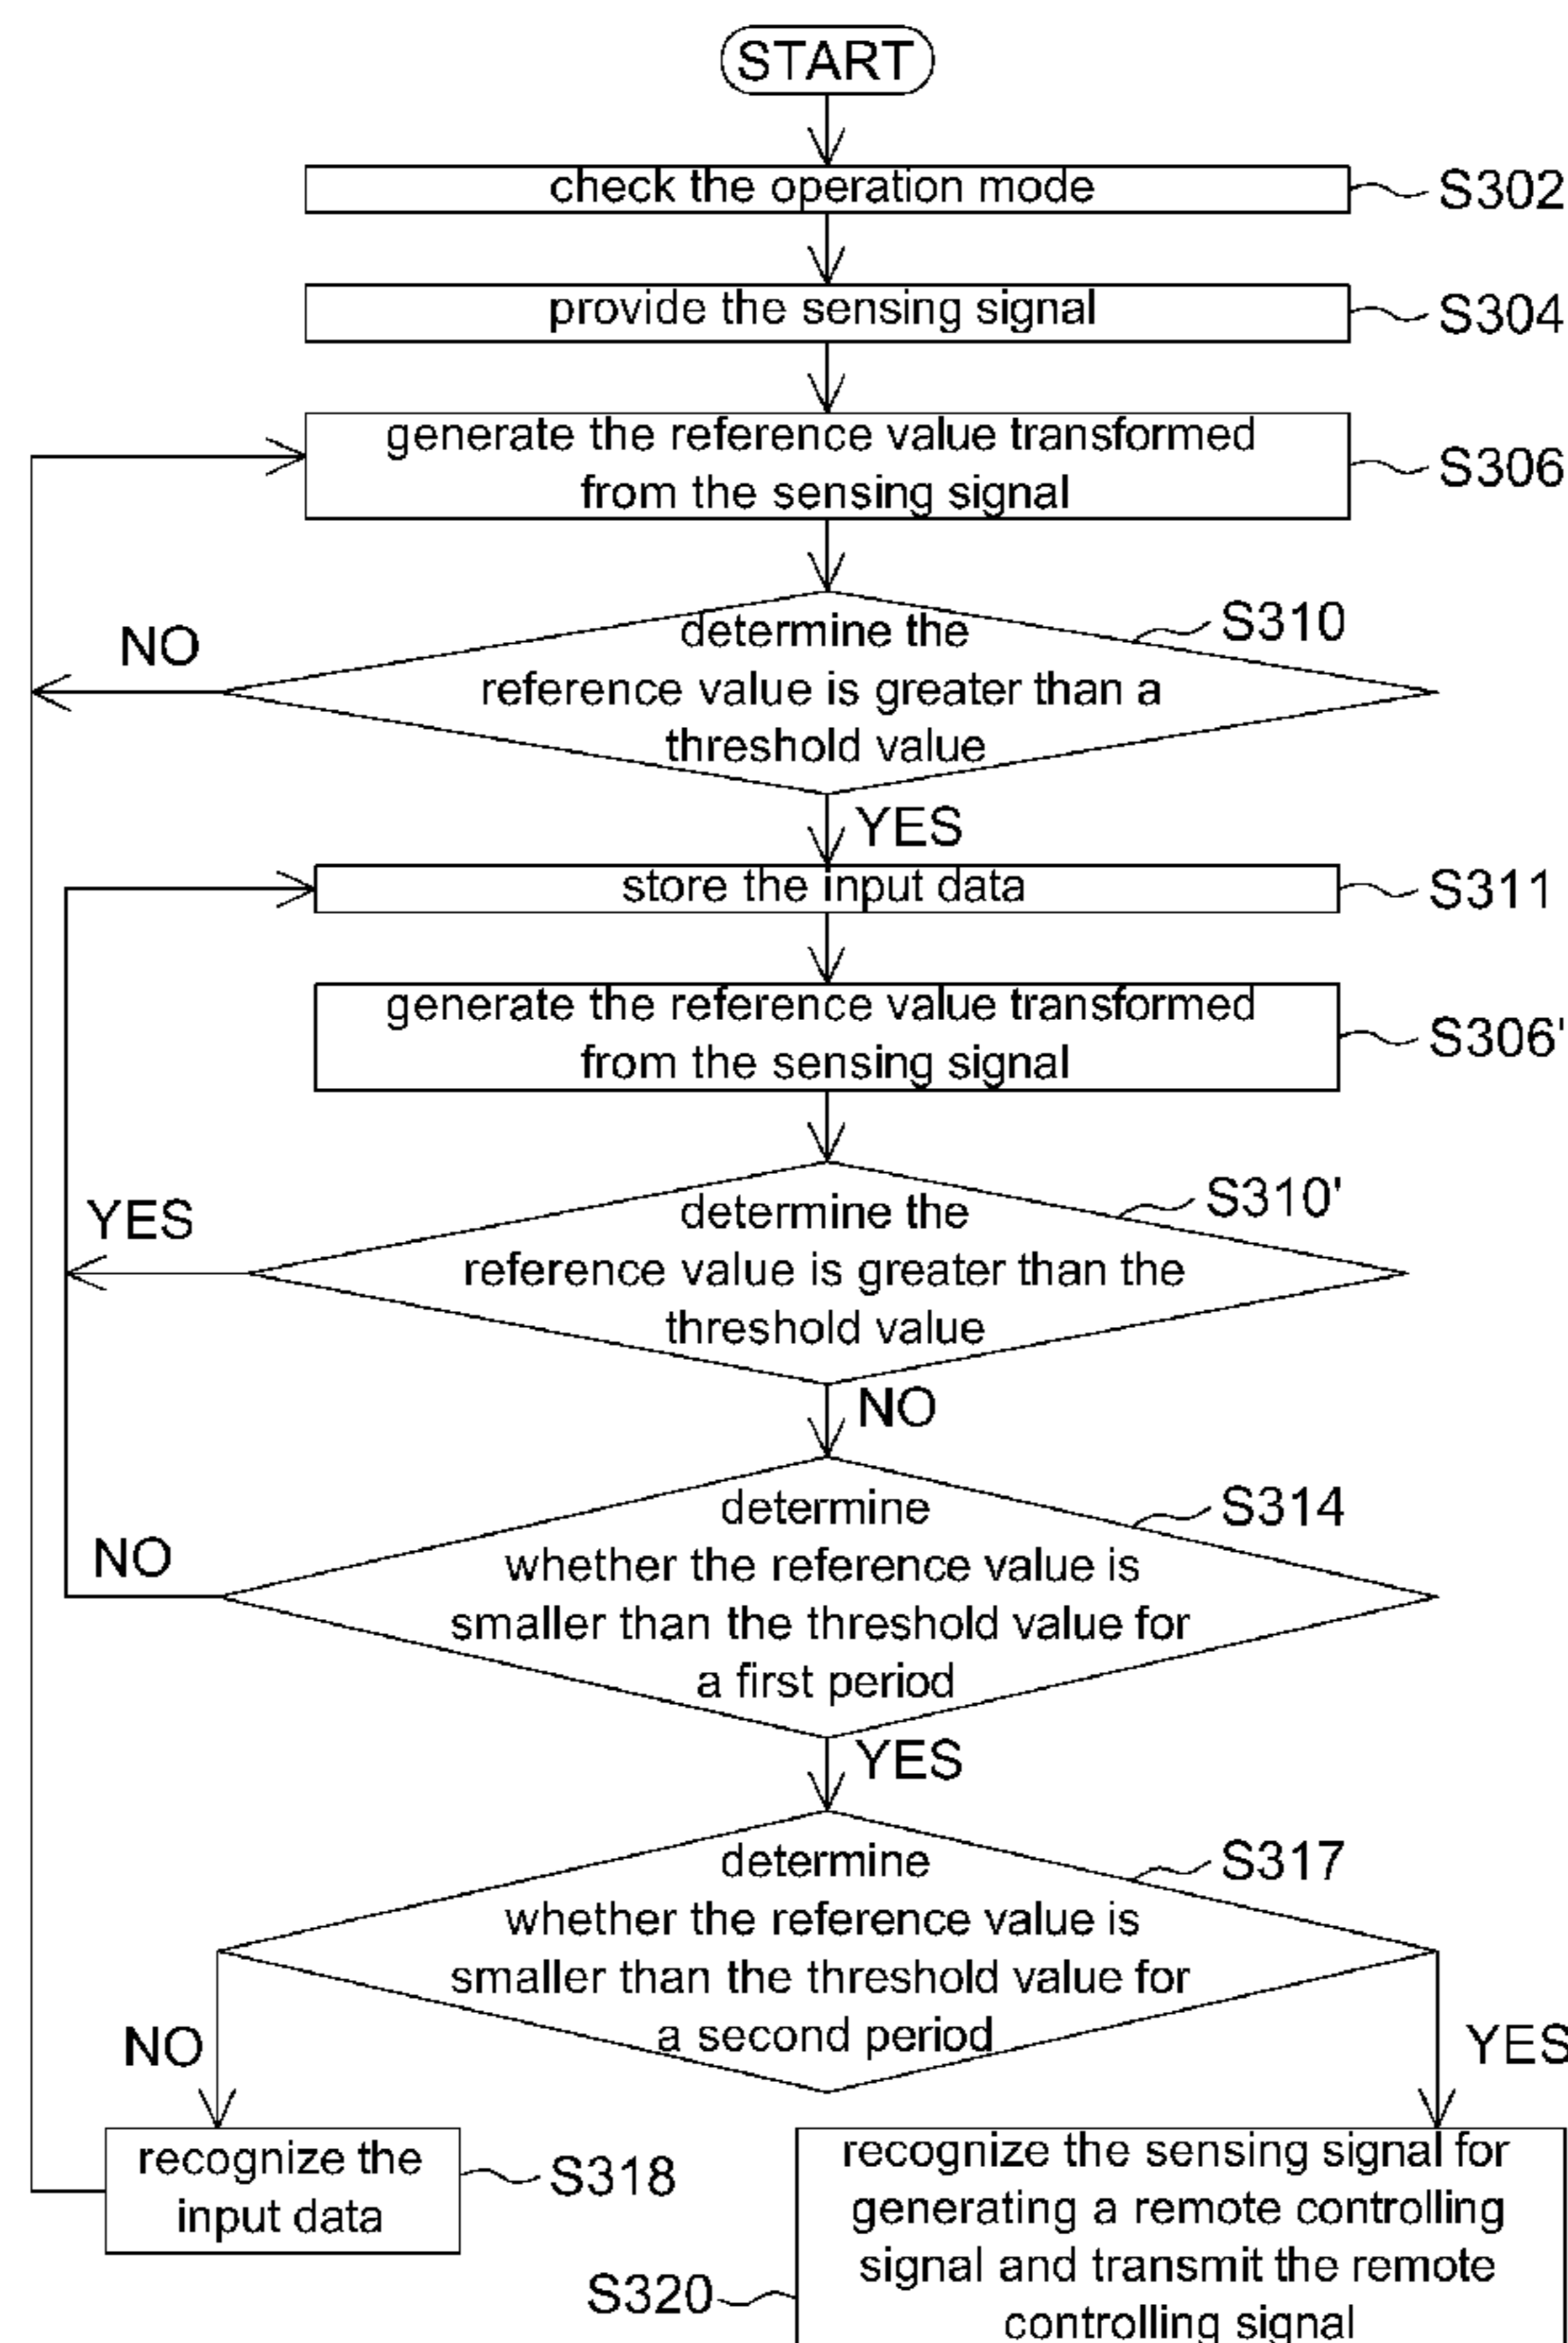 START
check the operation mode
S302
provide the sensing signal
S304
generate the reference value transformed
from the sensing signal
S306
determine the
reference value is greater than a
threshold value
S310
NO
YES
store the input data
S311
generate the reference value transformed
from the sensing signal
S306'
determine the
reference value is greater than the
threshold value
S310'
YES
NO
determine
whether the reference value is
smaller than the threshold value for
a first period
S314
NO
YES
determine
whether the reference value is
smaller than the threshold value for
a second period
S317
NO
YES
recognize the
input data
S318
recognize the sensing signal for
generating a remote controlling
signal and transmit the remote
controlling signal
S320